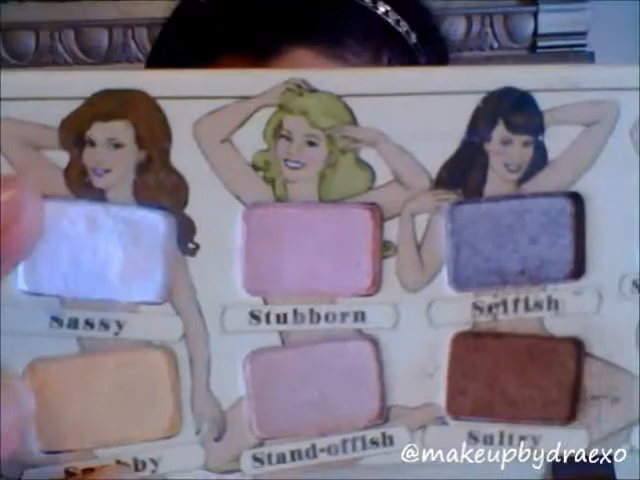 Sassy
Stubborn
Selfish
Stand-offish
Sultry
@makeupbydraexo